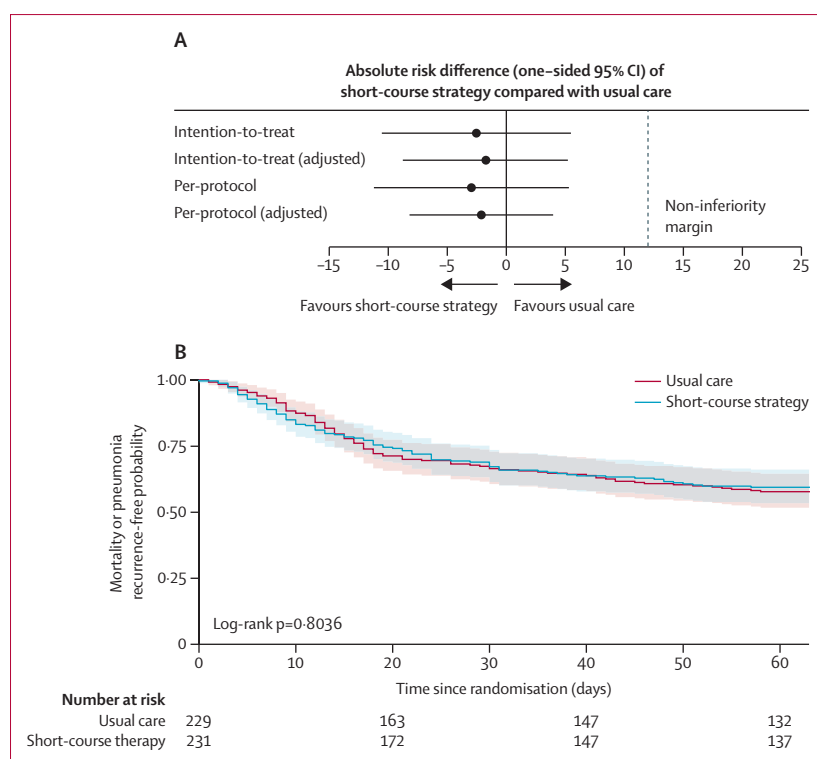 A
Absolute risk difference (one-sided 95% CI) of
short-course strategy compared with usual care
Intention-to-treat
Intention-to-treat (adjusted)
Per-protocol
Per-protocol (adjusted)
Non-inferiority
margin
–15 –10 –5 0 5 10 15 20 25
Favours short-course strategy Favours usual care
B
1·00
0·75
0·50
0·25
0
Mortality or pneumonia
recurrence-free probability
Usual care
Short-course strategy
Log-rank p=0·8036
0 10 20 30 40 50 60
Time since randomisation (days)
Number at risk
Usual care 229 163 147 132
Short-course therapy 231 172 147 137